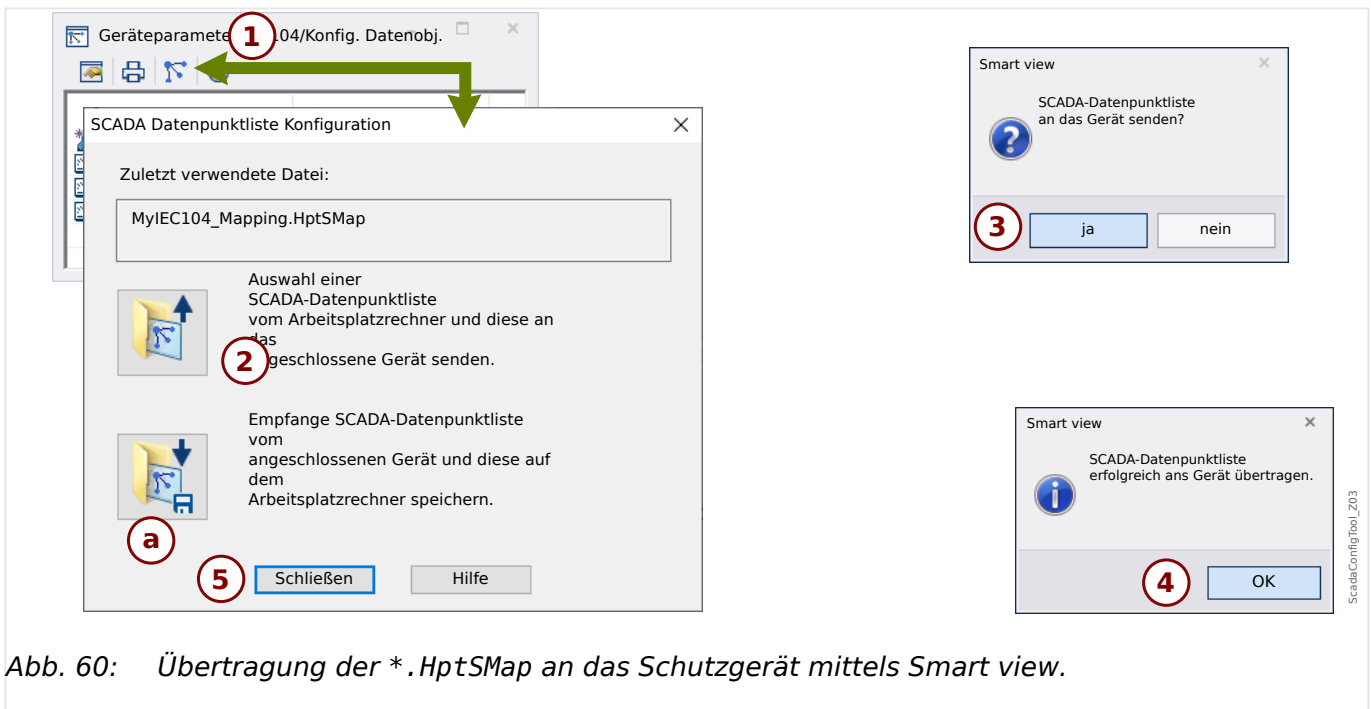 Geräteparamete 1 104/Konfig. Datenobj.
SCADA Datenpunktliste Konfiguration
Zuletzt verwendete Datei:
MyIEC104_Mapping.HptSMap
Auswahl einer
SCADA-Datenpunktliste
vom Arbeitsplatzrechner und diese an
das
2 geschlossene Gerät senden.
Empfange SCADA-Datenpunktliste
vom
angeschlossenen Gerät und diese auf
dem
Arbeitsplatzrechner speichern.
a
5 Schließen Hilfe
Smart view
SCADA-Datenpunktliste
an das Gerät senden?
3 ja nein
Smart view
SCADA-Datenpunktliste
erfolgreich ans Gerät übertragen.
4 OK
ScadaConfigTool_Z03
Abb. 60: Übertragung der *.HptSMap an das Schutzgerät mittels Smart view.